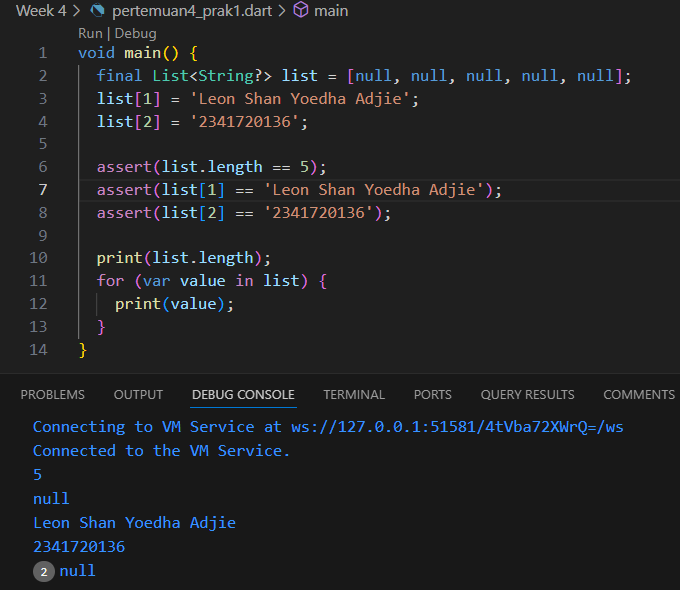 Week 4 > pertemuan4_prak1.dart > main
Run | Debug
1 void main() {
2 final List<String?> list = [null, null, null, null, null];
3 list[1] = 'Leon Shan Yoedha Adjie';
4 list[2] = '2341720136';
5
6 assert(list.length == 5);
7 assert(list[1] == 'Leon Shan Yoedha Adjie');
8 assert(list[2] == '2341720136');
9
10 print(list.length);
11 for (var value in list) {
12 print(value);
13 }
14 }
PROBLEMS OUTPUT DEBUG CONSOLE TERMINAL PORTS QUERY RESULTS COMMENTS
Connecting to VM Service at ws://127.0.0.1:51581/4tVba72XWrQ=/ws
Connected to the VM Service.
5
null
Leon Shan Yoedha Adjie
2341720136
2 null